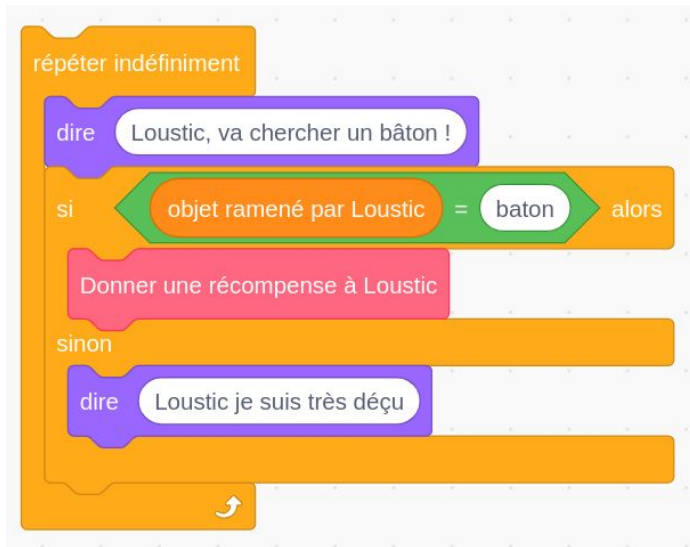 répéter indéfiniment
dire Loustic, va chercher un bâton !
si objet ramené par Loustic = baton alors
Donner une récompense à Loustic
sinon
dire Loustic je suis très déçu